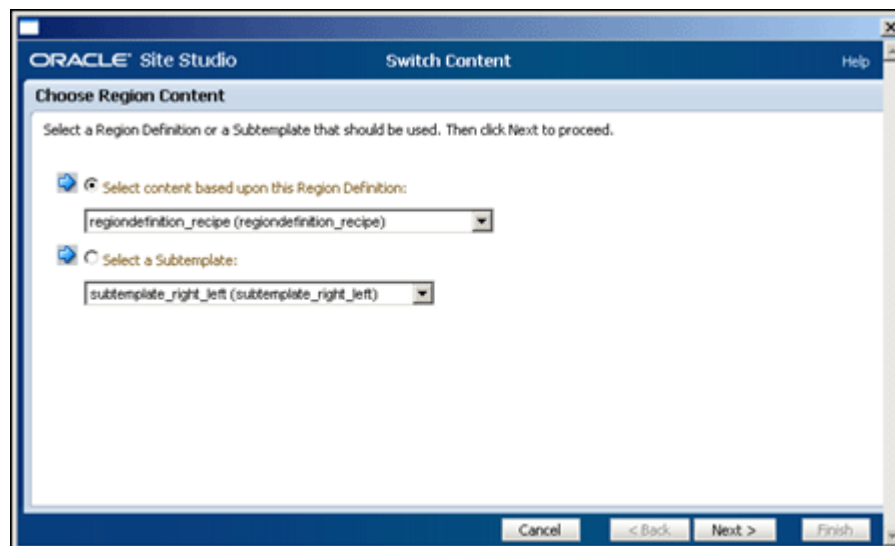 ORACLE® Site Studio
Switch Content
Help
Choose Region Content
Select a Region Definition or a Subtemplate that should be used. Then click Next to proceed.
Select content based upon this Region Definition:
regiondefinition_recipe (regiondefinition_recipe)
Select a Subtemplate:
subtemplate_right_left (subtemplate_right_left)
Cancel
< Back
Next >
Finish